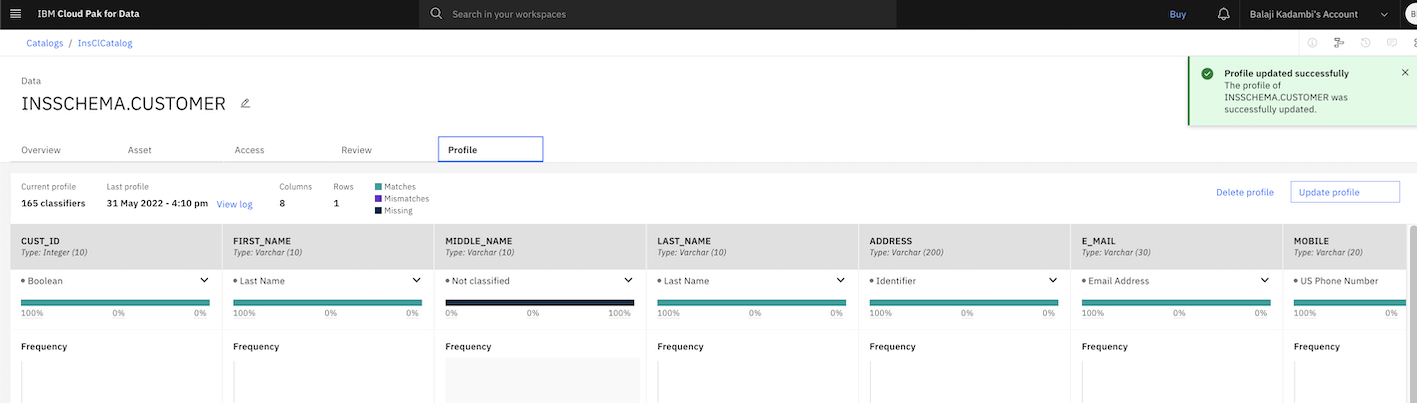 IBM Cloud Pak for Data
Search in your workspaces
Buy
Balaji Kadambi's Account
Catalogs / InsClCatalog
Data
INSSCHEMA.CUSTOMER
Profile updated successfully
The profile of
INSSCHEMA.CUSTOMER was
successfully updated.
Overview Asset Access Review Profile
Current profile
165 classifiers
Last profile
31 May 2022 - 4:10 pm View log
Columns
8
Rows
1
Matches
Mismatches
Missing
Delete profile
Update profile
CUST_ID
Type: Integer (10)
Boolean
100% 0% 0%
Frequency
FIRST_NAME
Type: Varchar (10)
Last Name
100% 0% 0%
Frequency
MIDDLE_NAME
Type: Varchar (10)
Not classified
0% 0% 100%
Frequency
LAST_NAME
Type: Varchar (10)
Last Name
100% 0% 0%
Frequency
ADDRESS
Type: Varchar (200)
Identifier
100% 0% 0%
Frequency
E_MAIL
Type: Varchar (30)
Email Address
100% 0% 0%
Frequency
MOBILE
Type: Varchar (20)
US Phone Number
100% 0%
Frequency